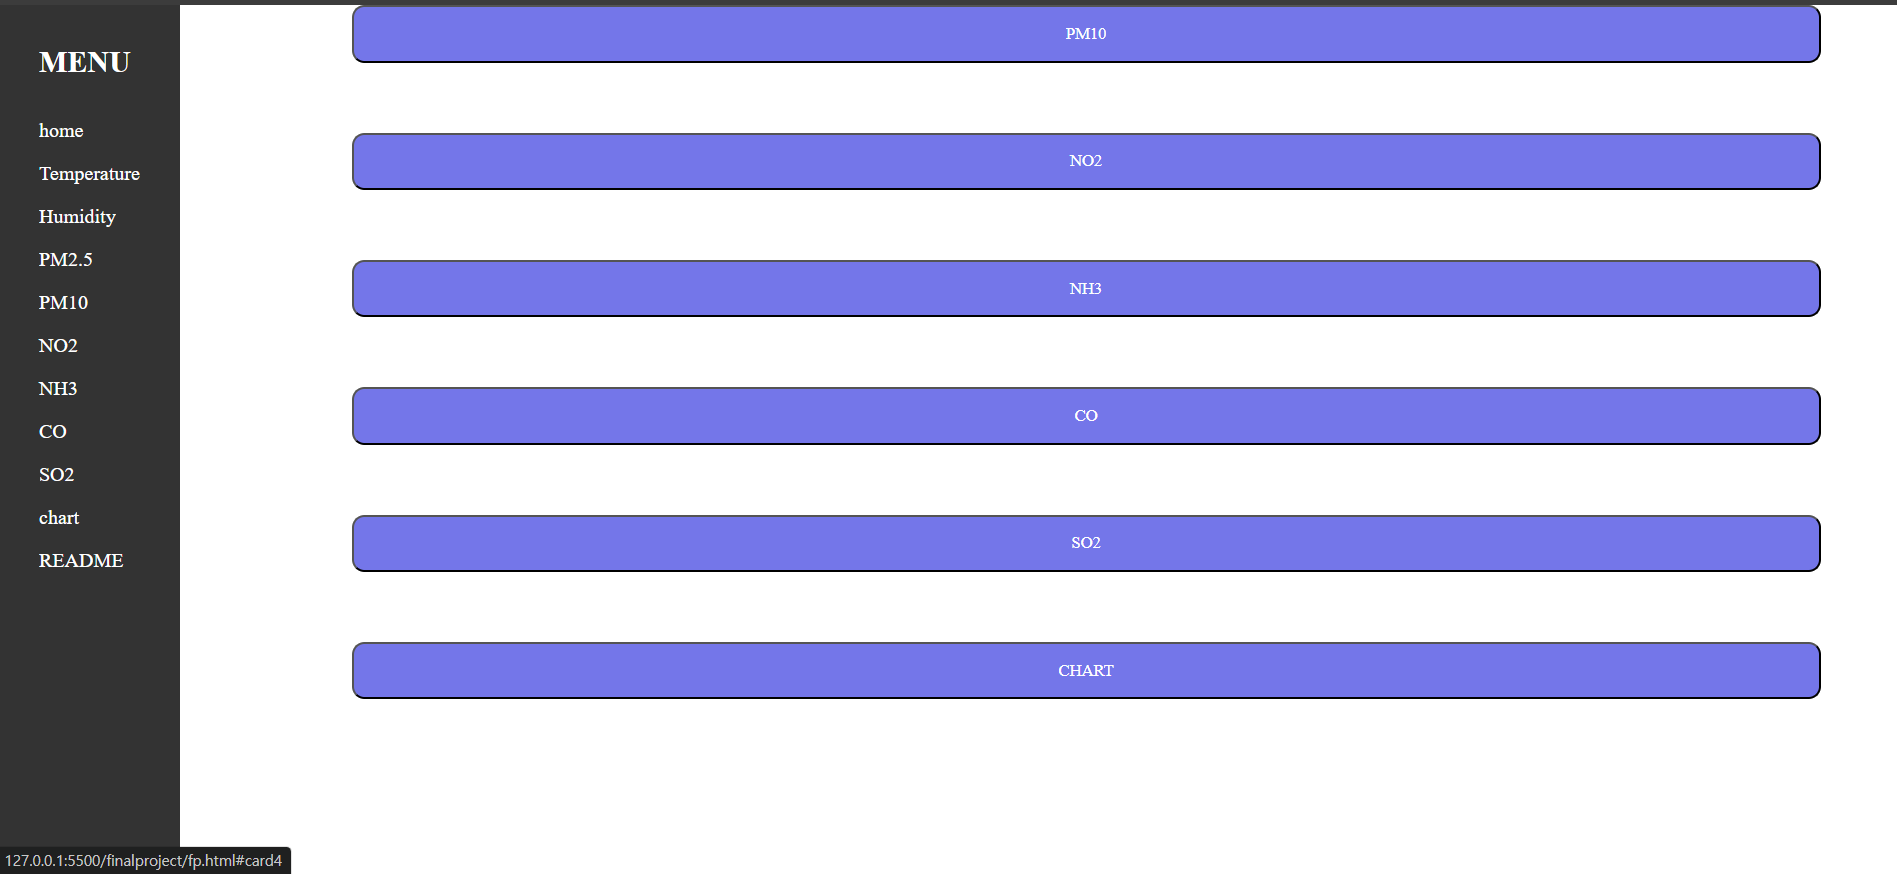 MENU
home
Temperature
Humidity
PM2.5
PM10
NO2
NH3
CO
SO2
chart
README
PM10
NO2
NH3
CO
SO2
CHART
127.0.0.1:5500/finalproject/fp.html#card4